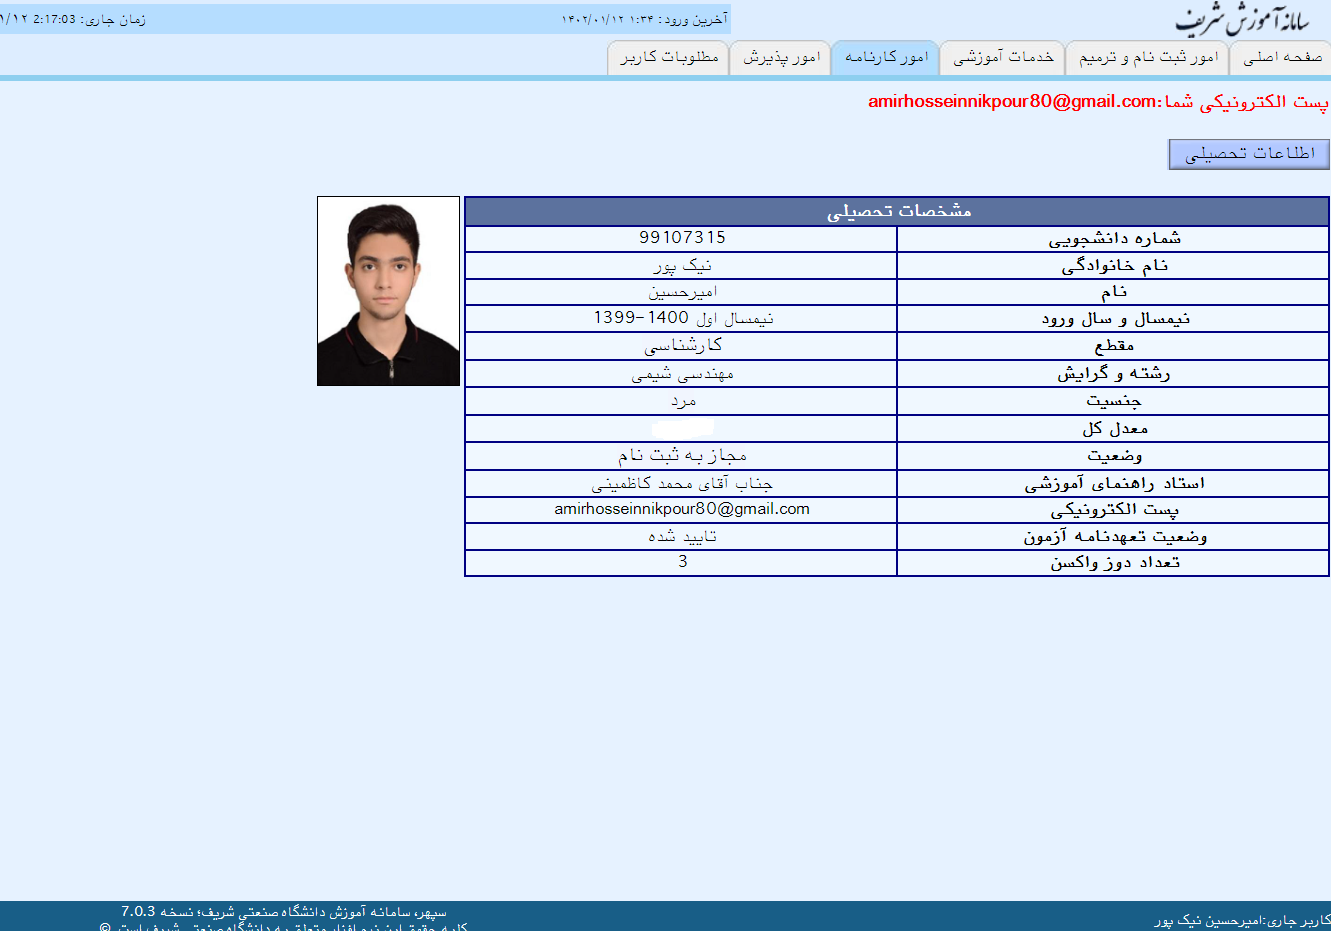 سامانه آموزش شریف
آخرین ورود: ۱:۳۴ ۱۴۰۲/۰۱/۱۲
زمان جاری: 2:17:03 ۱/۱۲
صفحه اصلی
امور ثبت نام و ترمیم
خدمات آموزشی
امور کارنامه
امور پذیرش
مطلوبات کاربر
پست الکترونیکی شما:amirhosseinnikpour80@gmail.com
اطلاعات تحصیلی
مشخصات تحصیلی
شماره دانشجویی 99107315
نام خانوادگی نیک پور
نام امیرحسین
نیمسال و سال ورود نیمسال اول 1400-1399
مقطع کارشناسی
رشته و گرایش مهندسی شیمی
جنسیت مرد
معدل کل
وضعیت مجاز به ثبت نام
استاد راهنمای آموزشی جناب آقای محمد کاظمینی
پست الکترونیکی amirhosseinnikpour80@gmail.com
وضعیت تعهدنامه آزمون تایید شده
تعداد دوز واکسن 3
کاربر جاری:امیرحسین نیک پور
سپهر، سامانه آموزش دانشگاه صنعتی شریف؛ نسخه 7.0.3
کلیه حقوق این نرم افزار متعلق به دانشگاه صنعتی شریف است. ©